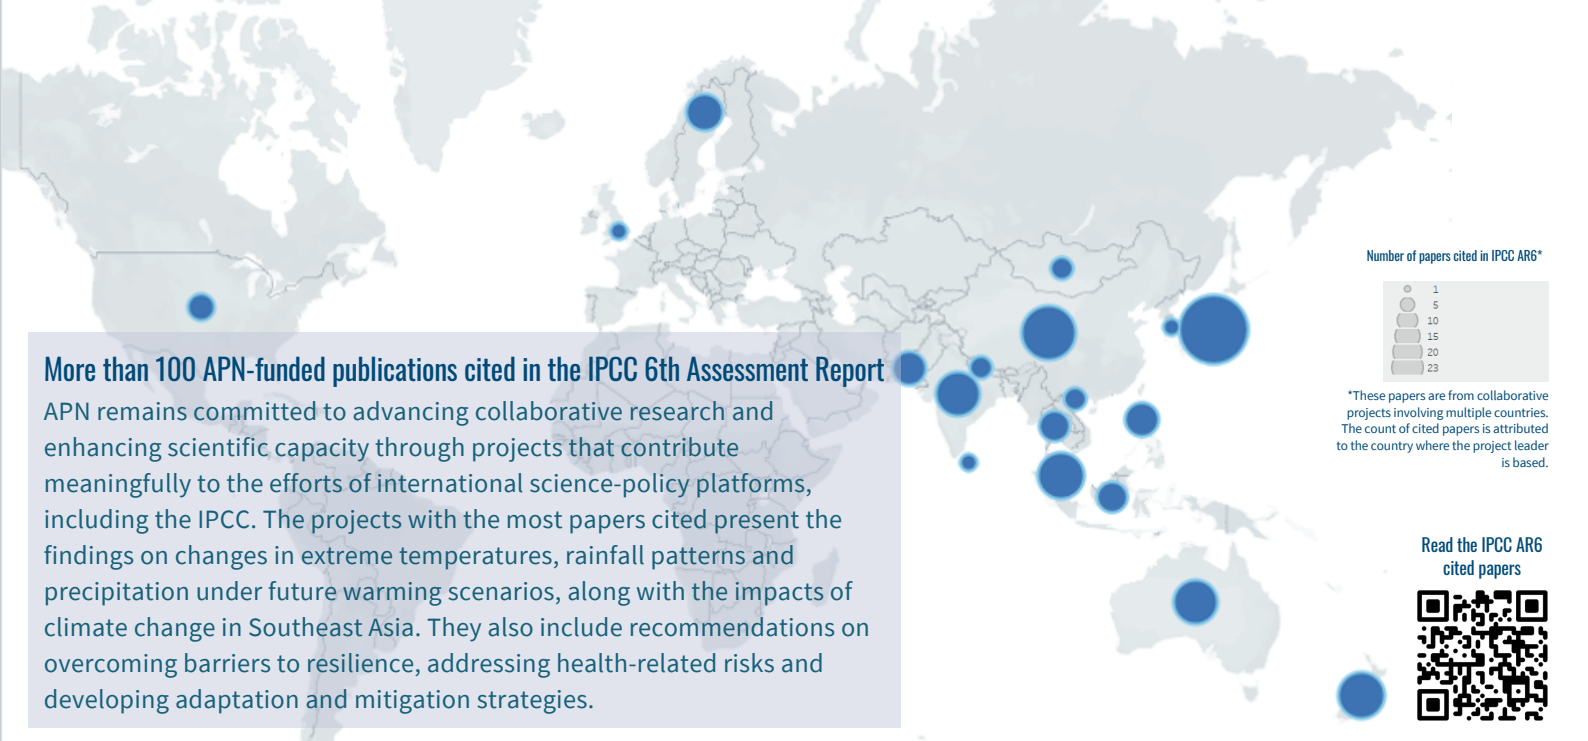 More than 100 APN-funded publications cited in the IPCC 6th Assessment Report
APN remains committed to advancing collaborative research and
enhancing scientific capacity through projects that contribute
meaningfully to the efforts of international science-policy platforms,
including the IPCC. The projects with the most papers cited present the
findings on changes in extreme temperatures, rainfall patterns and
precipitation under future warming scenarios, along with the impacts of
climate change in Southeast Asia. They also include recommendations on
overcoming barriers to resilience, addressing health-related risks and
developing adaptation and mitigation strategies.
Number of papers cited in IPCC AR6*
1
5
10
15
20
23
*These papers are from collaborative
projects involving multiple countries.
The count of cited papers is attributed
to the country where the project leader
is based.
Read the IPCC AR6
cited papers